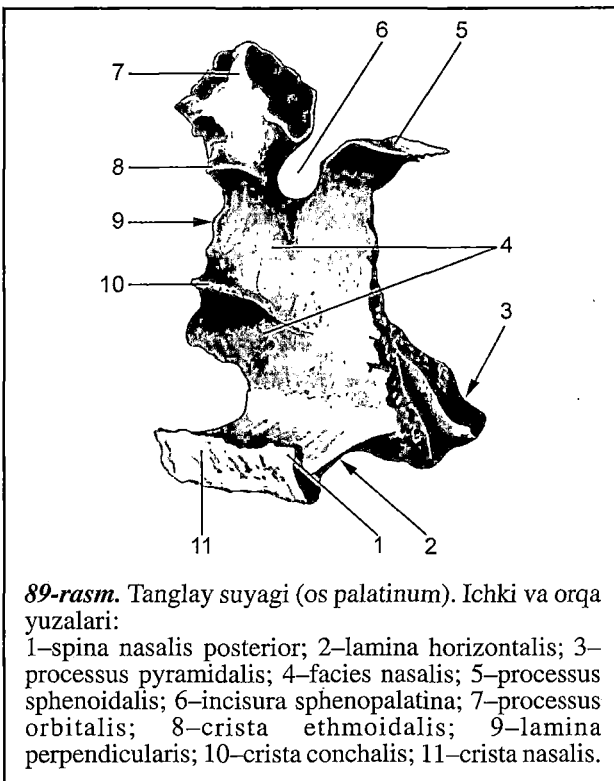 6
5
7
8
9
4
10
3
11
1
2
89-rasm. Tanglay suyagi (os palatinum). Ichki va orqa
yuzalari:
1–spina nasalis posterior; 2–lamina horizontalis; 3–
processus pyramidalis; 4–facies nasalis; 5–processus
sphenoidalis; 6–incisura sphenopalatina; 7–processus
orbitalis; 8–crista ethmoidalis; 9–lamina
perpendicularis; 10–crista conchalis; 11–crista nasalis.